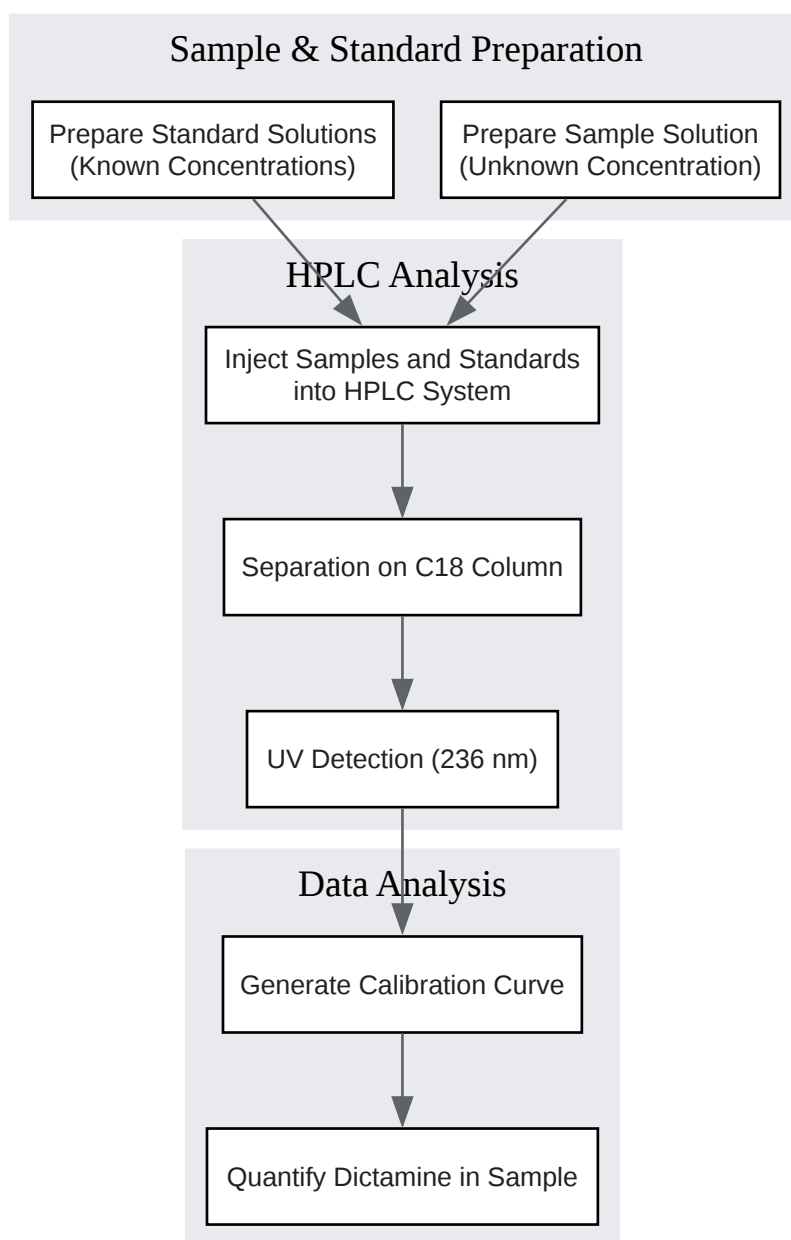 Sample & Standard Preparation
Prepare Standard Solutions
(Known Concentrations)
Prepare Sample Solution
(Unknown Concentration)
HPLC Analysis
Inject Samples and Standards
into HPLC System
Separation on C18 Column
UV Detection (236 nm)
Data Analysis
Generate Calibration Curve
Quantify Dictamine in Sample